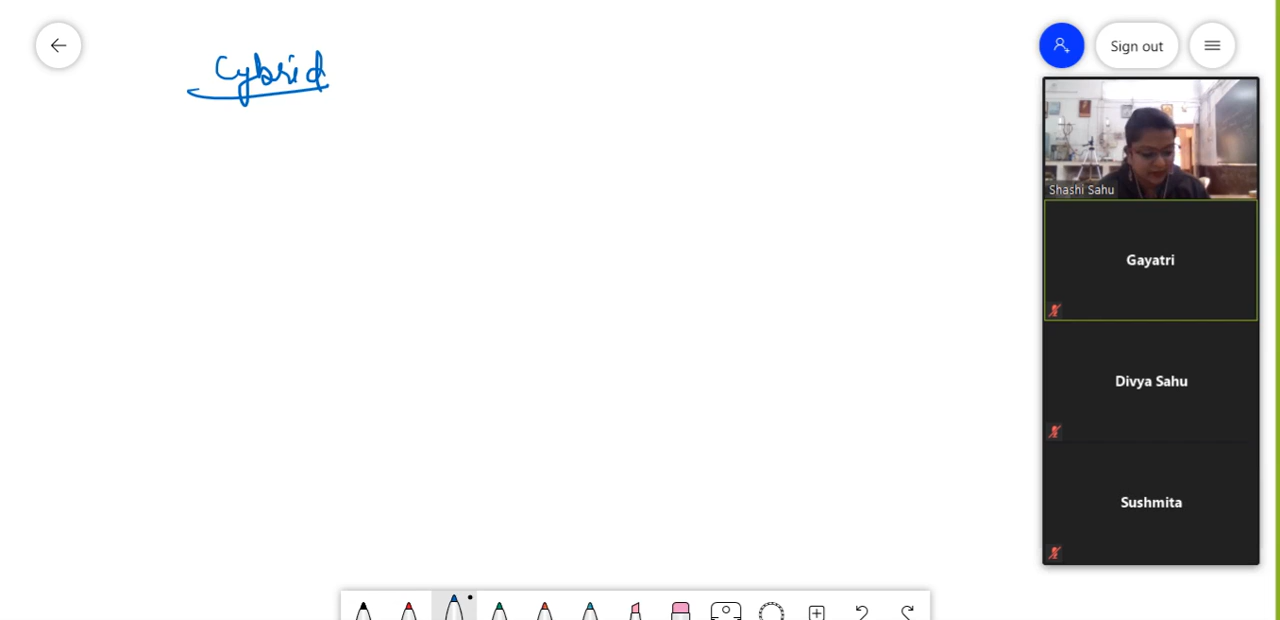 Cybrid
Sign out
Shashi Sahu
Gayatri
Divya Sahu
Sushmita